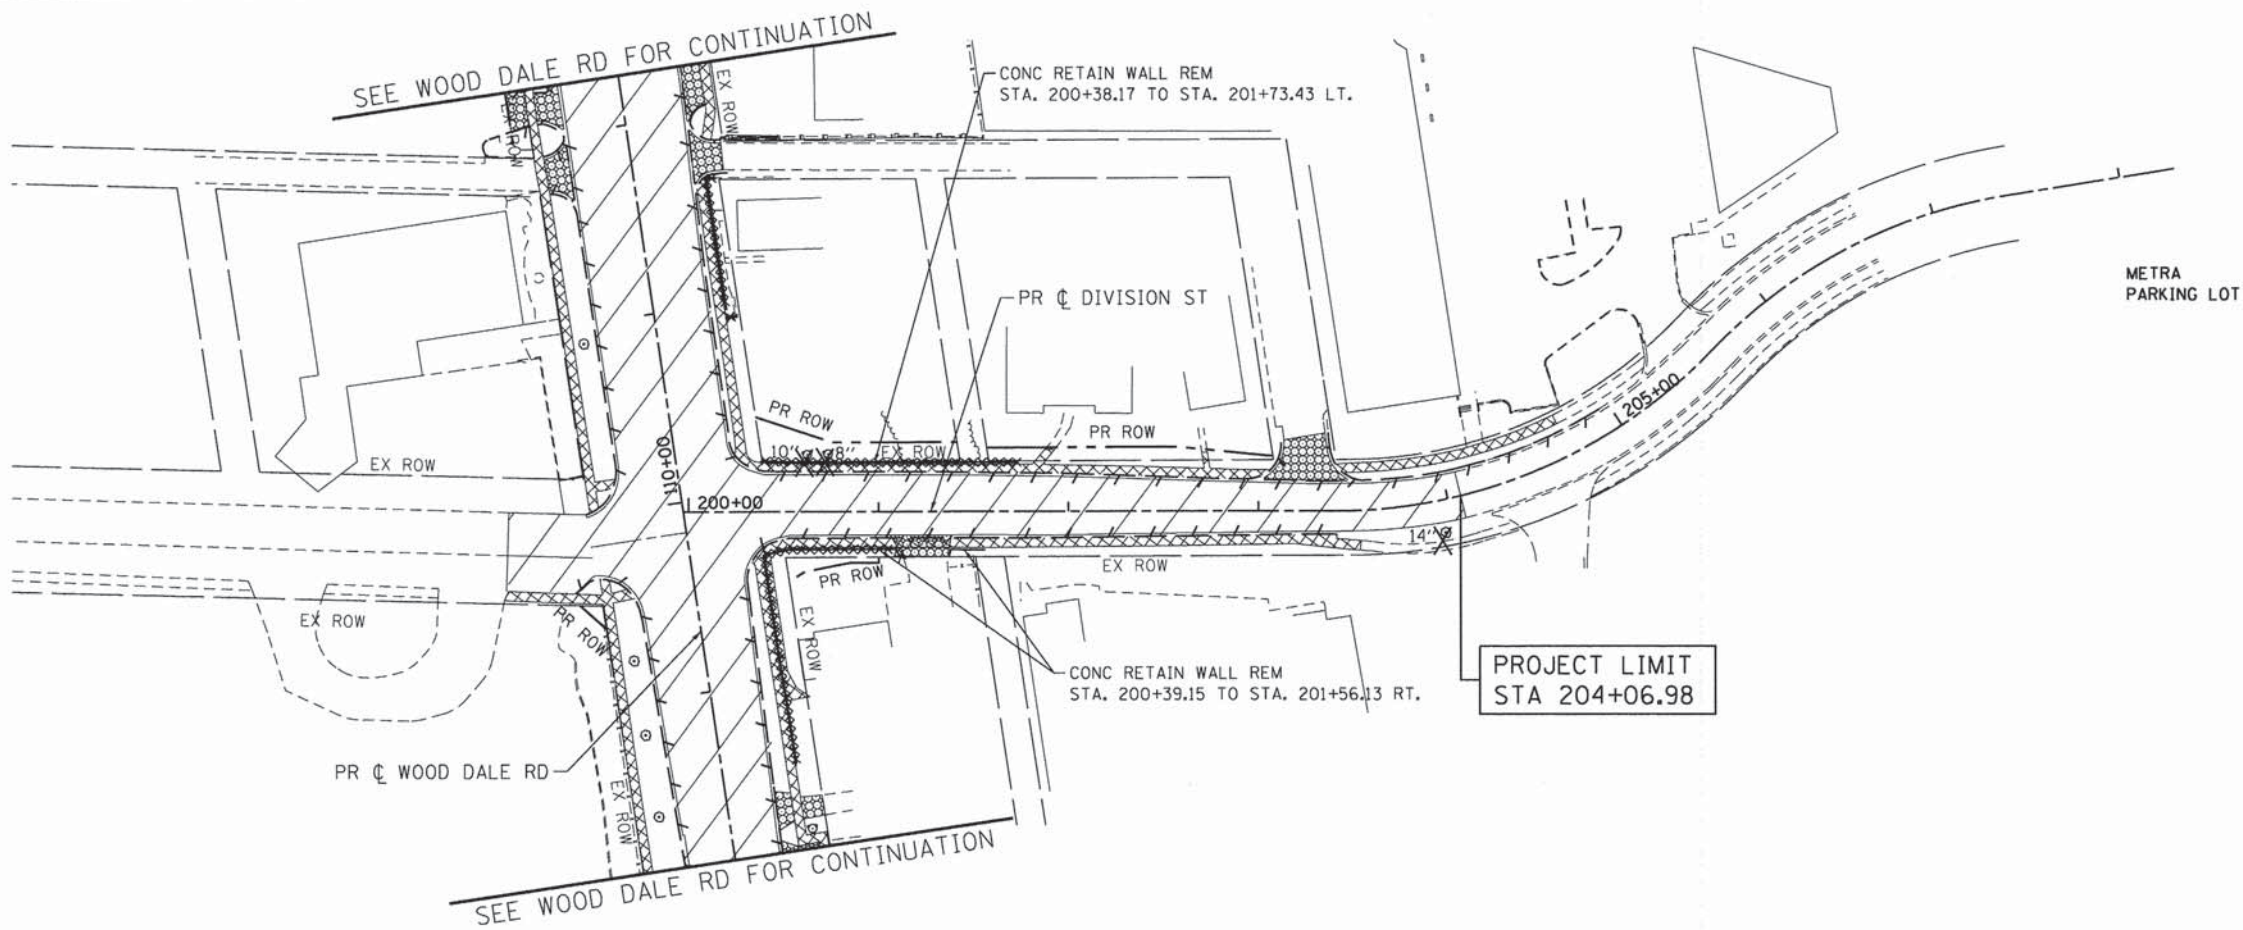 SEE WOOD DALE RD FOR CONTINUATION
EX ROW
EX ROW
CONC RETAIN WALL REM
STA. 200+38.17 TO STA. 201+73.43 LT.
METRA
PARKING LOT
PR ℄ DIVISION ST
205+00
PR ROW
PR ROW
10"
8"
EX ROW
EX ROW
110+00
200+00
14"
EX ROW
PR ROW
EX ROW
PR ROW
EX ROW
CONC RETAIN WALL REM
STA. 200+39.15 TO STA. 201+56.13 RT.
PROJECT LIMIT
STA 204+06.98
PR ℄ WOOD DALE RD
EX ROW
SEE WOOD DALE RD FOR CONTINUATION